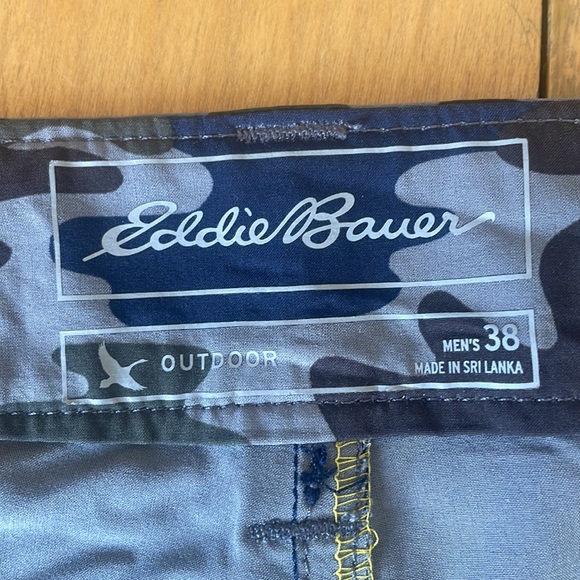 Eddie Bauer
OUTDOOR
MEN'S 38
MADE IN SRI LANKA